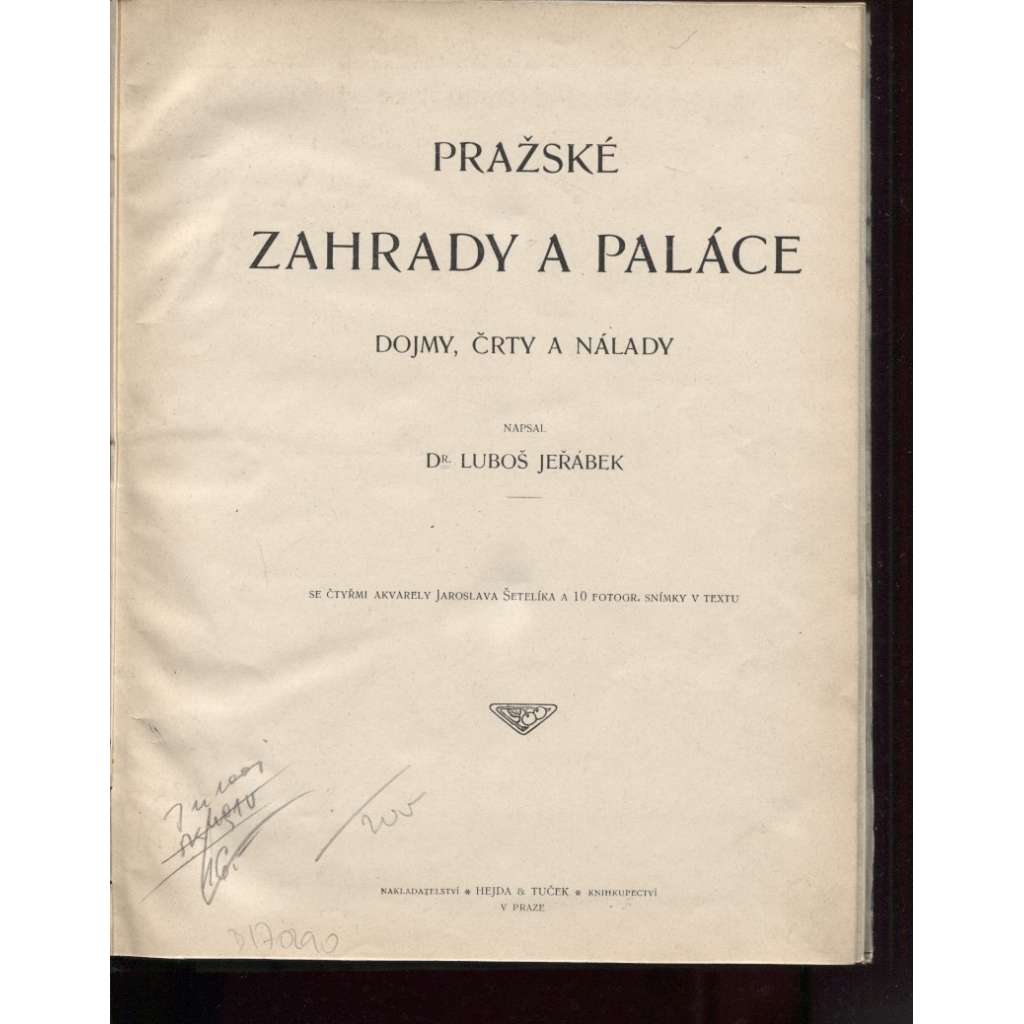 PRAŽSKÉ
ZAHRADY A PALÁCE
DOJMY, ČRTY A NÁLADY
NAPSAL
DR. LUBOŠ JEŘÁBEK
SE ČTYŘMI AKVARELY JAROSLAVA ŠETELÍKA A 10 FOTOGR. SNÍMKY V TEXTU
NAKLADATELSTVÍ * HEJDA & TUČEK * KNIHKUPECTVÍ
V PRAZE